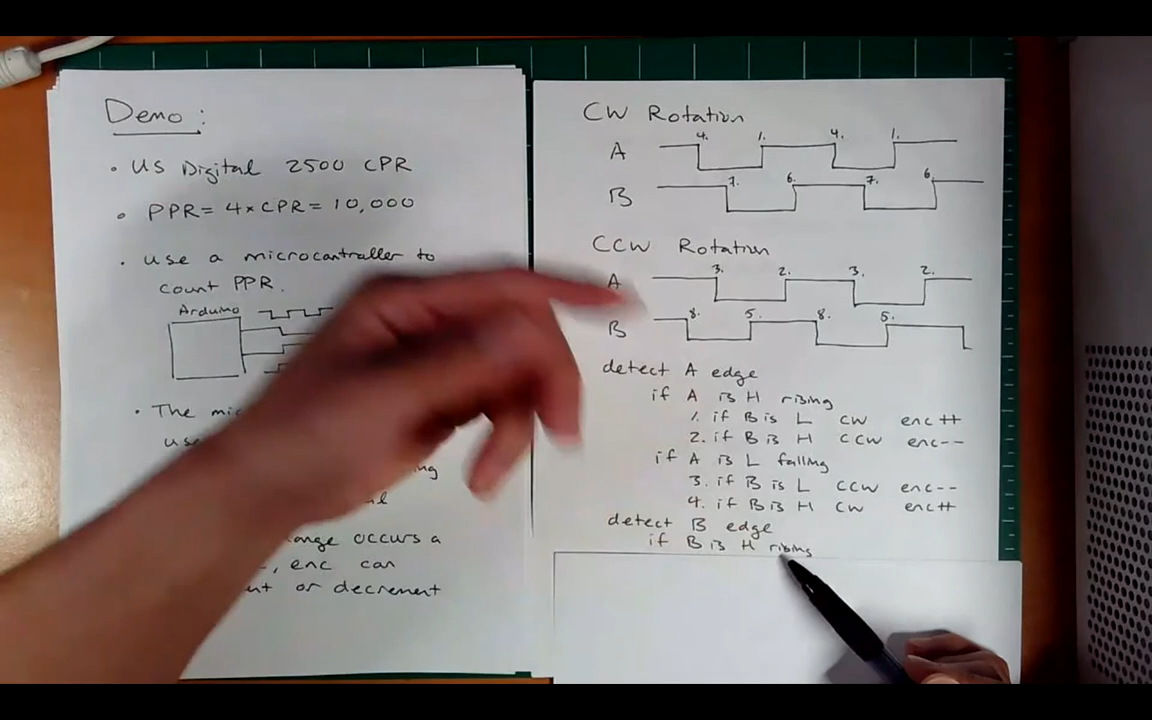 Demo:
• US Digital 2500 CPR
• PPR = 4 x CPR = 10,000
• use a microcontroller to
count PPR.
Arduino
• The
occurs a
, enc can
or decrement
CW Rotation
4. 1. 4. 1.
A
7. 6. 7. 6.
B
CCW Rotation
3. 2. 3. 2.
A
8. 5. 8. 5.
B
detect A edge
if A is H rising
1. if B is L CW enc++
2. if B is H CCW enc--
if A is L falling
3. if B is L CCW enc--
4. if B is H CW enc++
detect B edge
if B is H rising